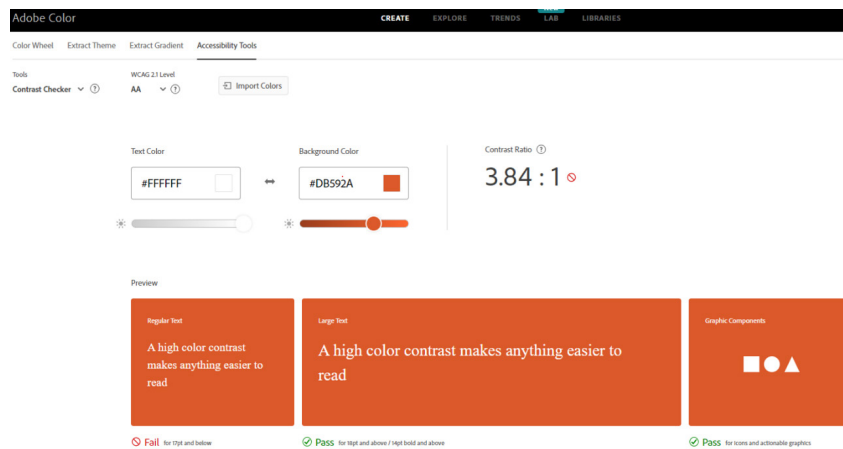 Adobe Color
CREATE EXPLORE TRENDS LAB LIBRARIES
Color Wheel Extract Theme Extract Gradient Accessibility Tools
Tools WCAG 2.1 Level
Contrast Checker ? AA ? Import Colors
Text Color Background Color Contrast Ratio ?
#FFFFFF #DB592A 3.84 : 1
Preview
Regular Text
A high color contrast
makes anything easier to
read
Large Text
A high color contrast makes anything easier to
read
Graphic Components
Fail for 17pt and below
Pass for 18pt and above / 14pt bold and above
Pass for icons and actionable graphics